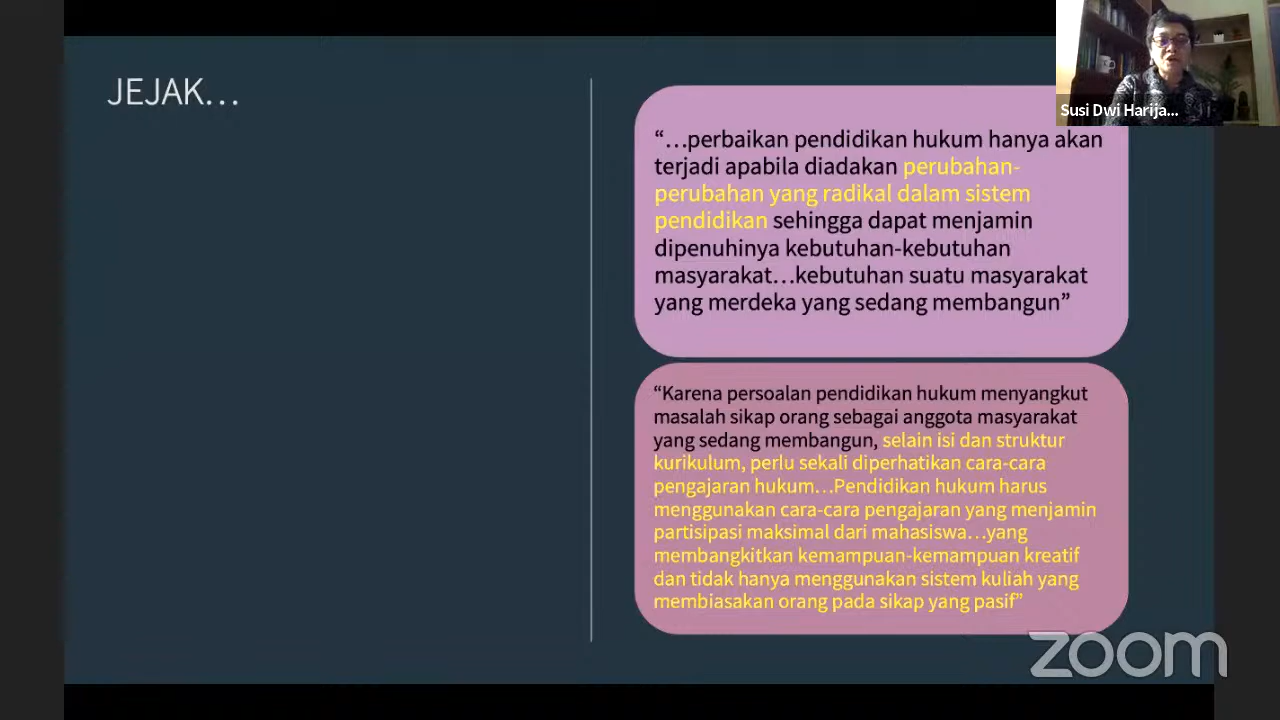 JEJAK...
Susi Dwi Harija...
“...perbaikan pendidikan hukum hanya akan
terjadi apabila diadakan perubahan-
perubahan yang radikal dalam sistem
pendidikan sehingga dapat menjamin
dipenuhinya kebutuhan-kebutuhan
masyarakat...kebutuhan suatu masyarakat
yang merdeka yang sedang membangun”
“Karena persoalan pendidikan hukum menyangkut
masalah sikap orang sebagai anggota masyarakat
yang sedang membangun, selain isi dan struktur
kurikulum, perlu sekali diperhatikan cara-cara
pengajaran hukum...Pendidikan hukum harus
menggunakan cara-cara pengajaran yang menjamin
partisipasi maksimal dari mahasiswa...yang
membangkitkan kemampuan-kemampuan kreatif
dan tidak hanya menggunakan sistem kuliah yang
membiasakan orang pada sikap yang pasif”
zoom